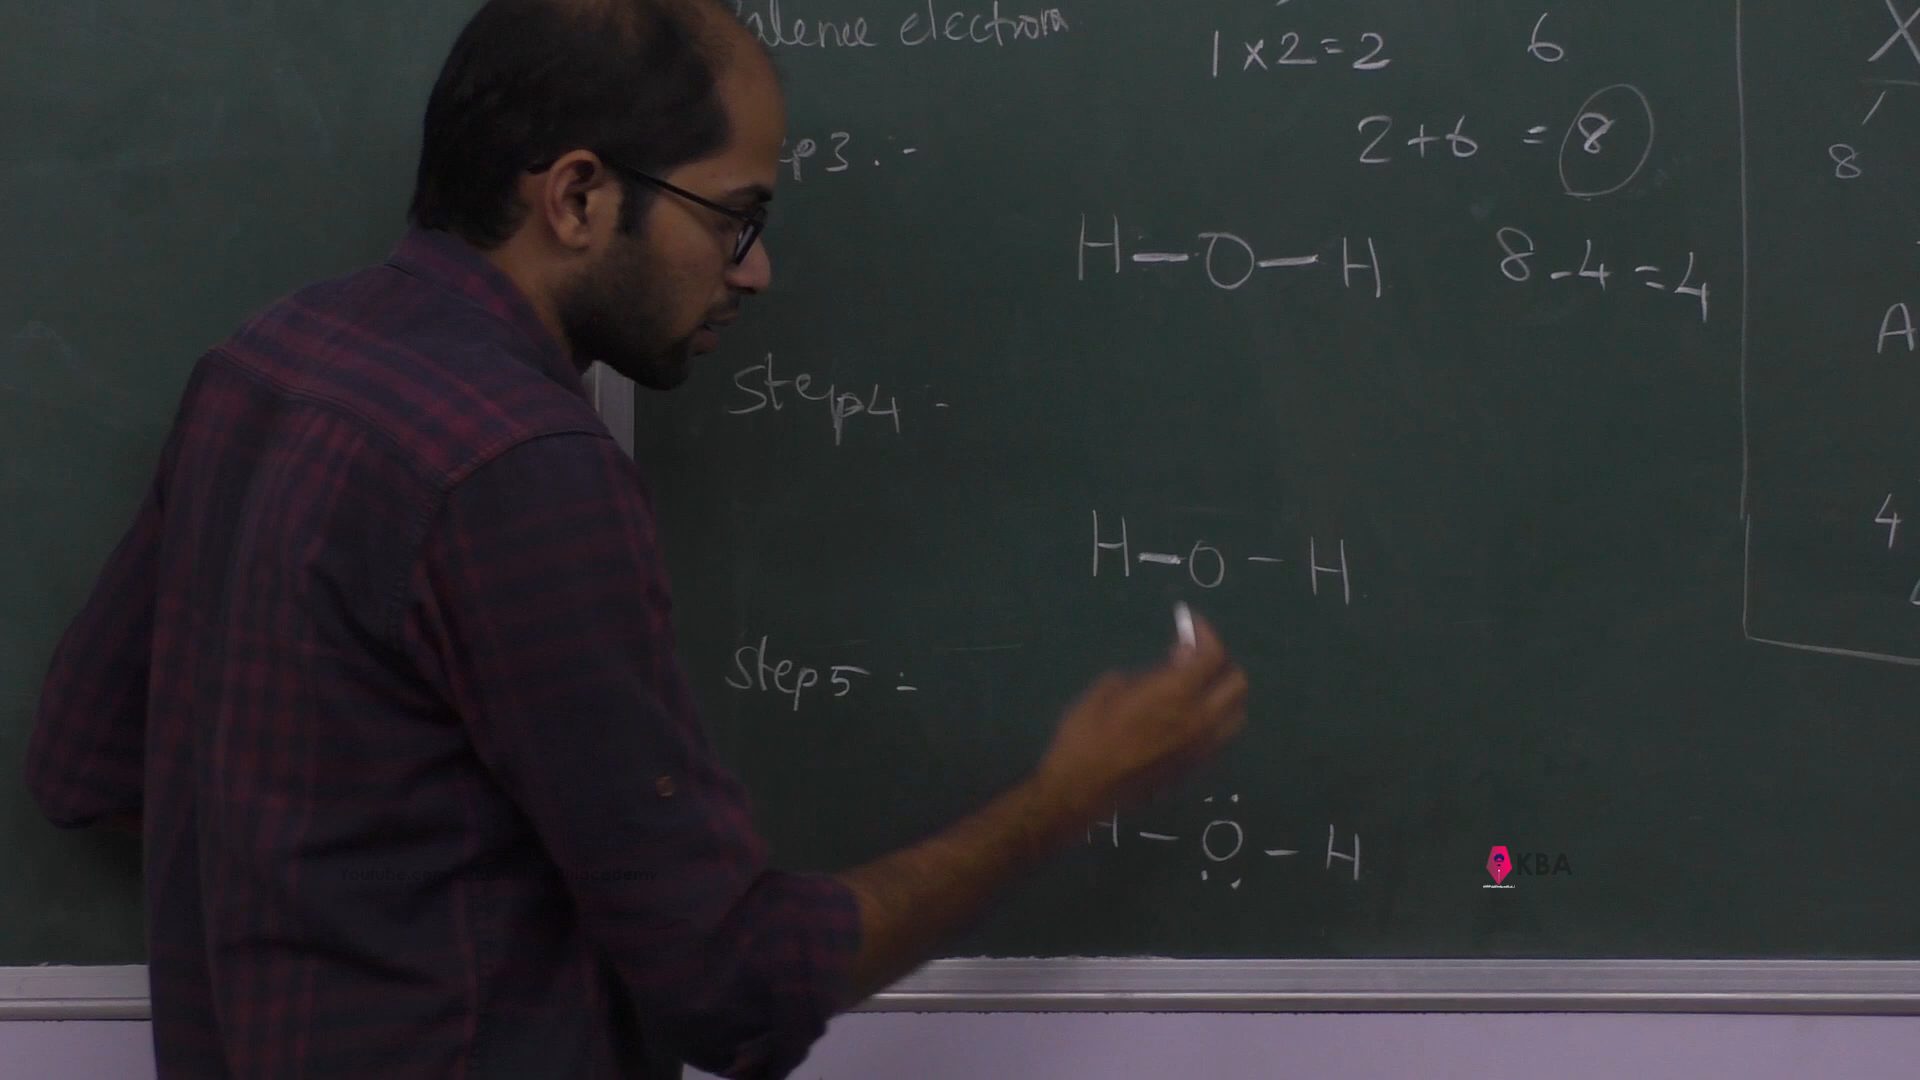 Valence electrons
1 × 2 = 2 6
2 + 6 = 8
Step3 :-
H — O — H 8 - 4 = 4
Step4 -
H — O — H
Step5 :-
H — O — H
X
8
A
4
KBA